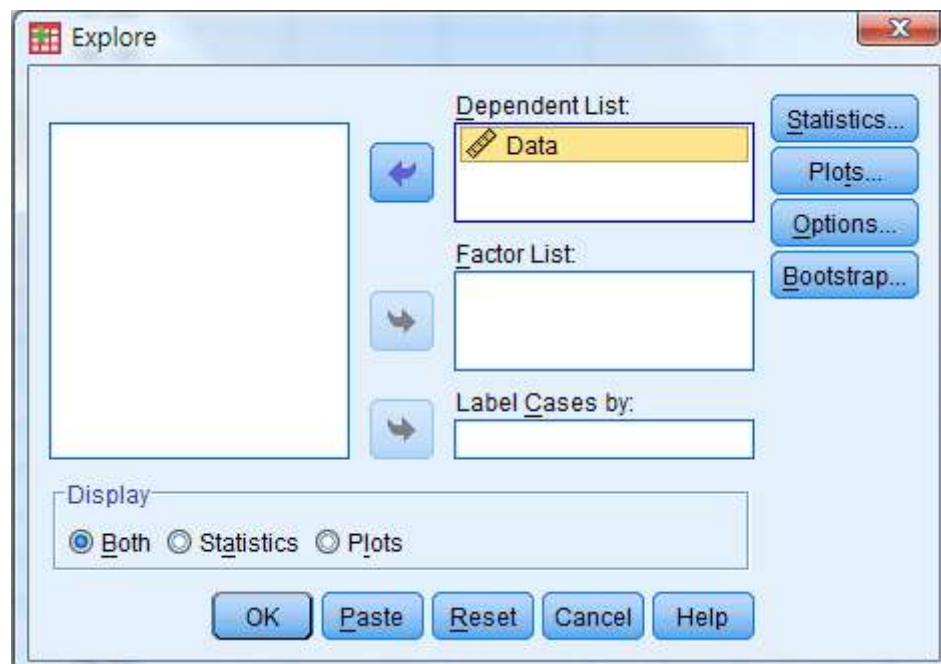 Explore
Dependent List:
Data
Factor List:
Label Cases by:
Statistics...
Plots...
Options...
Bootstrap...
Display
Both Statistics Plots
OK Paste Reset Cancel Help